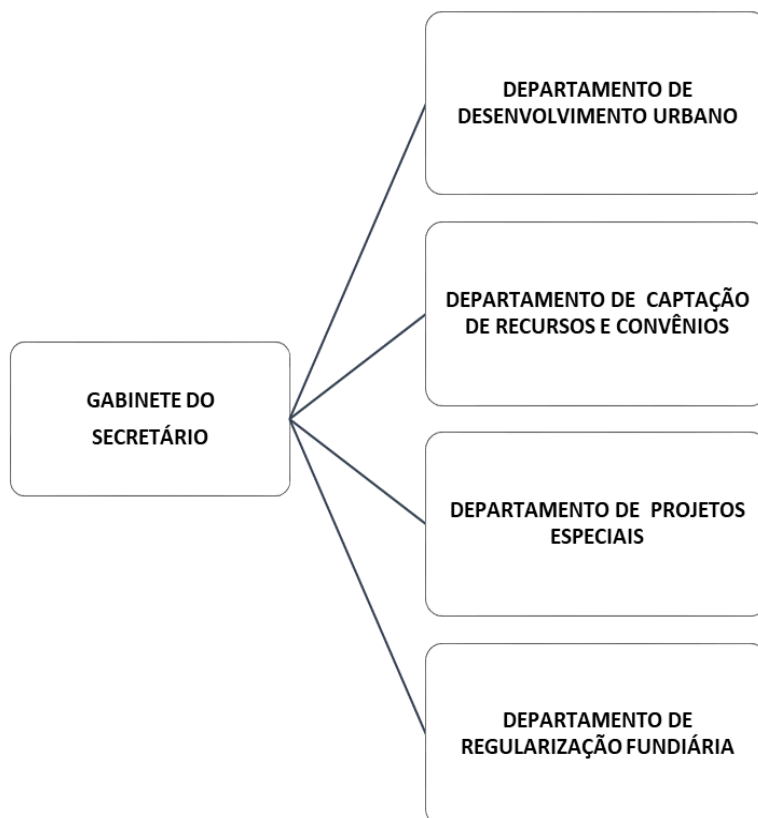 DEPARTAMENTO DE
DESENVOLVIMENTO URBANO
DEPARTAMENTO DE CAPTAÇÃO
DE RECURSOS E CONVÊNIOS
GABINETE DO
SECRETÁRIO
DEPARTAMENTO DE PROJETOS
ESPECIAIS
DEPARTAMENTO DE
REGULARIZAÇÃO FUNDIÁRIA